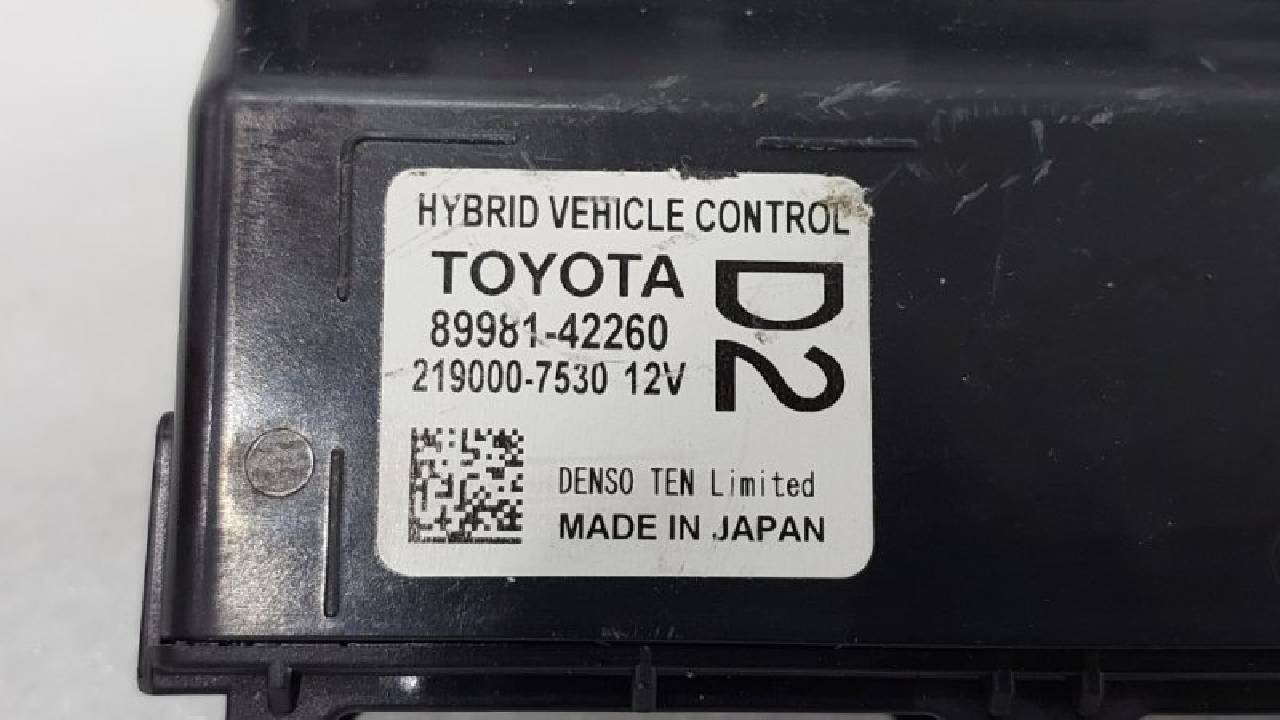 HYBRID VEHICLE CONTROL
TOYOTA
89981-42260
219000-7530 12V
D2
DENSO TEN Limited
MADE IN JAPAN